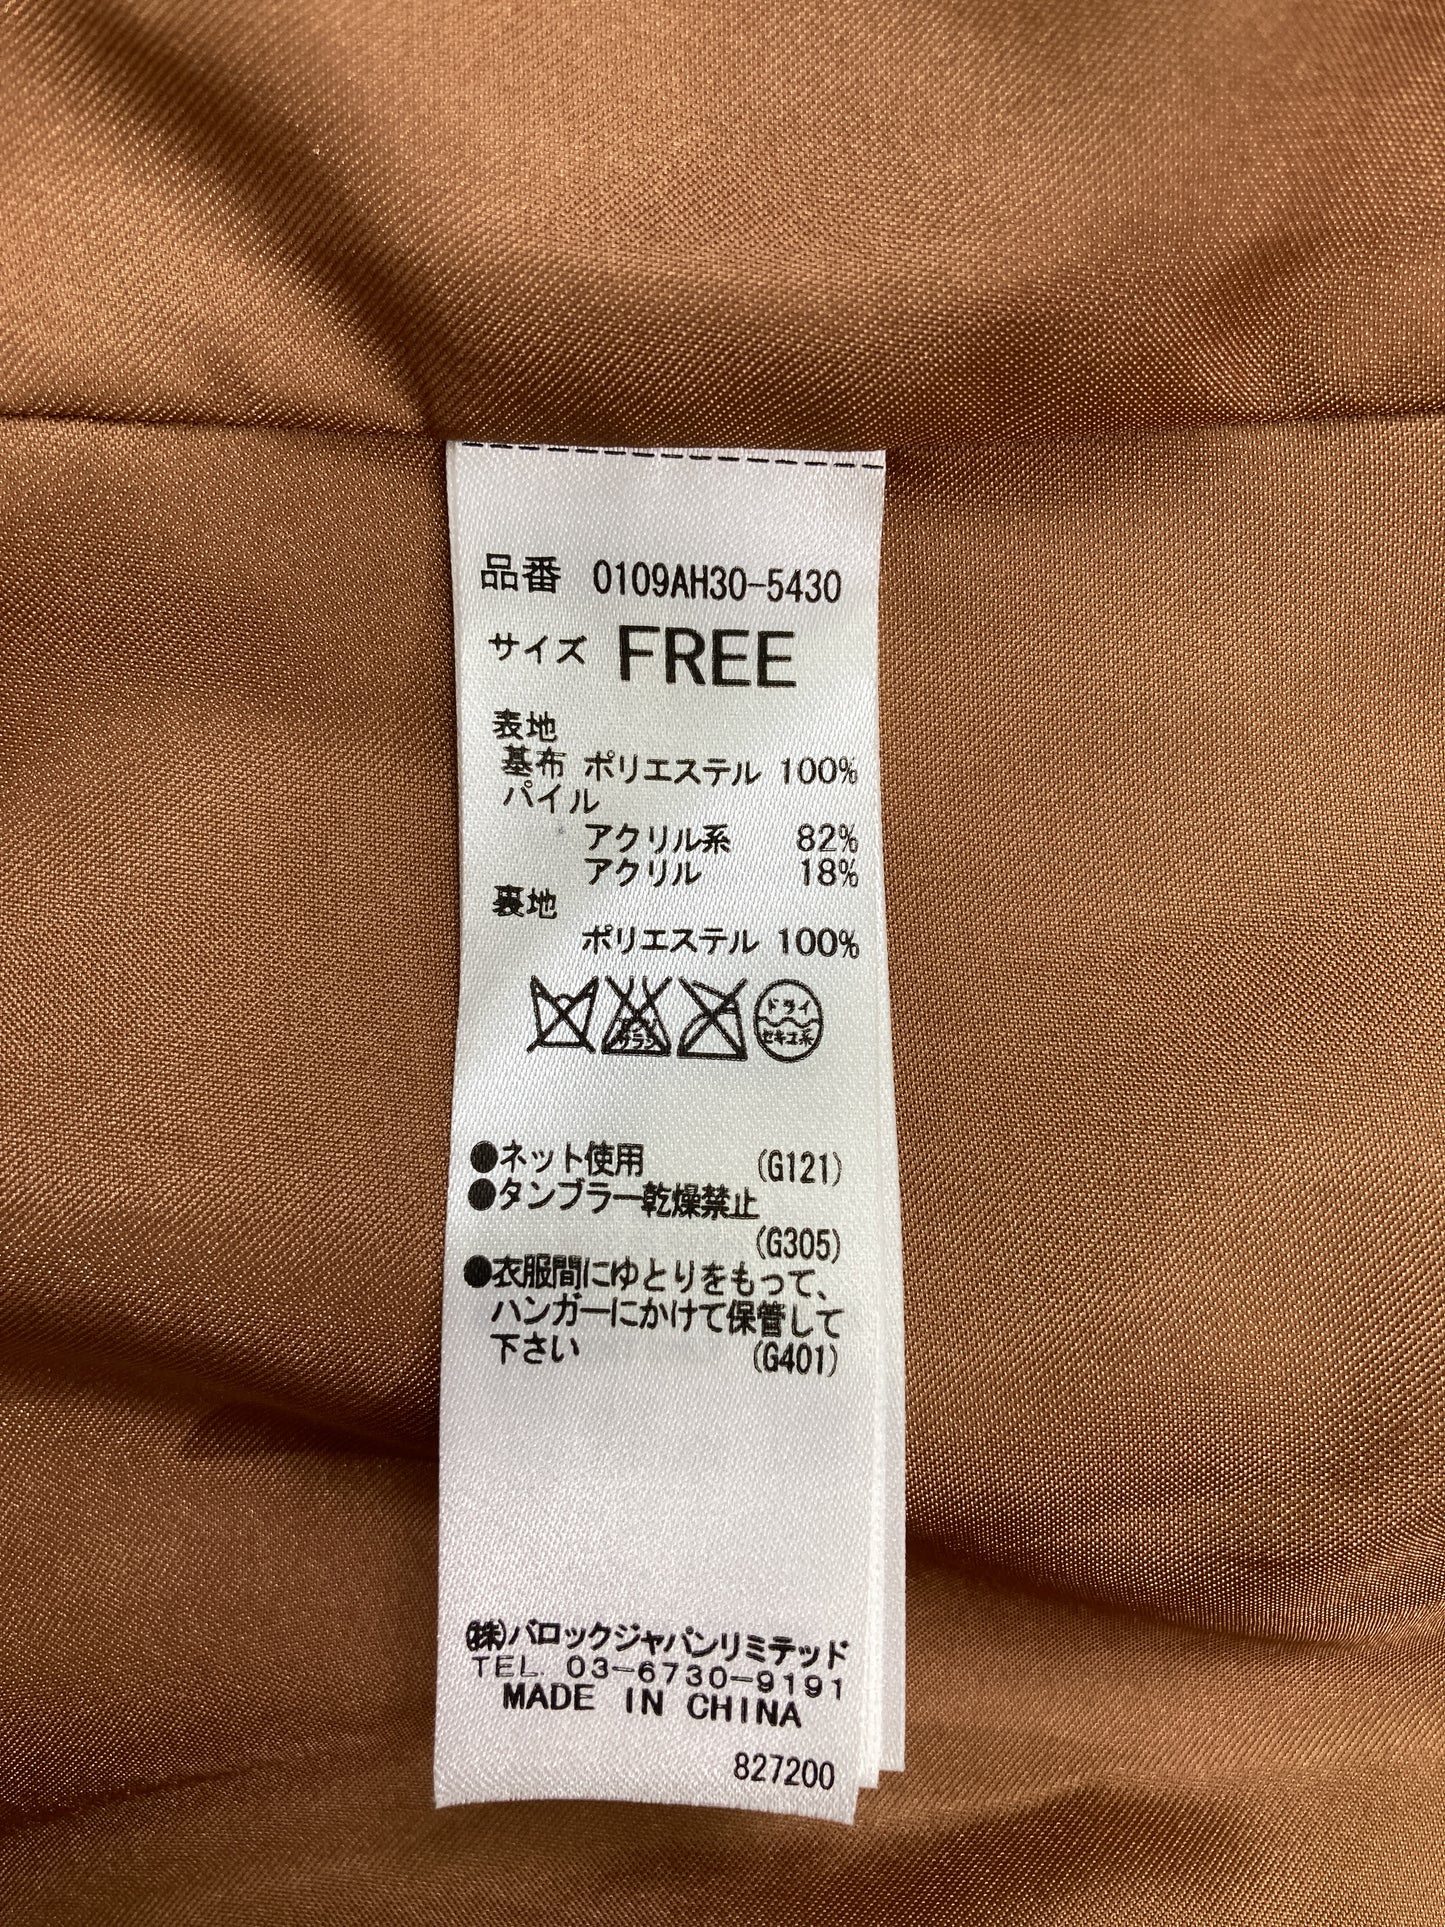 品番 0109AH30-5430
サイズ FREE
表地
基布 ポリエステル 100%
パイル
アクリル系 82%
アクリル 18%
裏地
ポリエステル 100%
エンソ サラシ
ドライ
セキユ系
●ネット使用 (G121)
●タンブラー乾燥禁止
(G305)
●衣服間にゆとりをもって、
ハンガーにかけて保管して
下さい (G401)
(株)バロックジャパンリミテッド
TEL. 03-6730-9191
MADE IN CHINA
827200